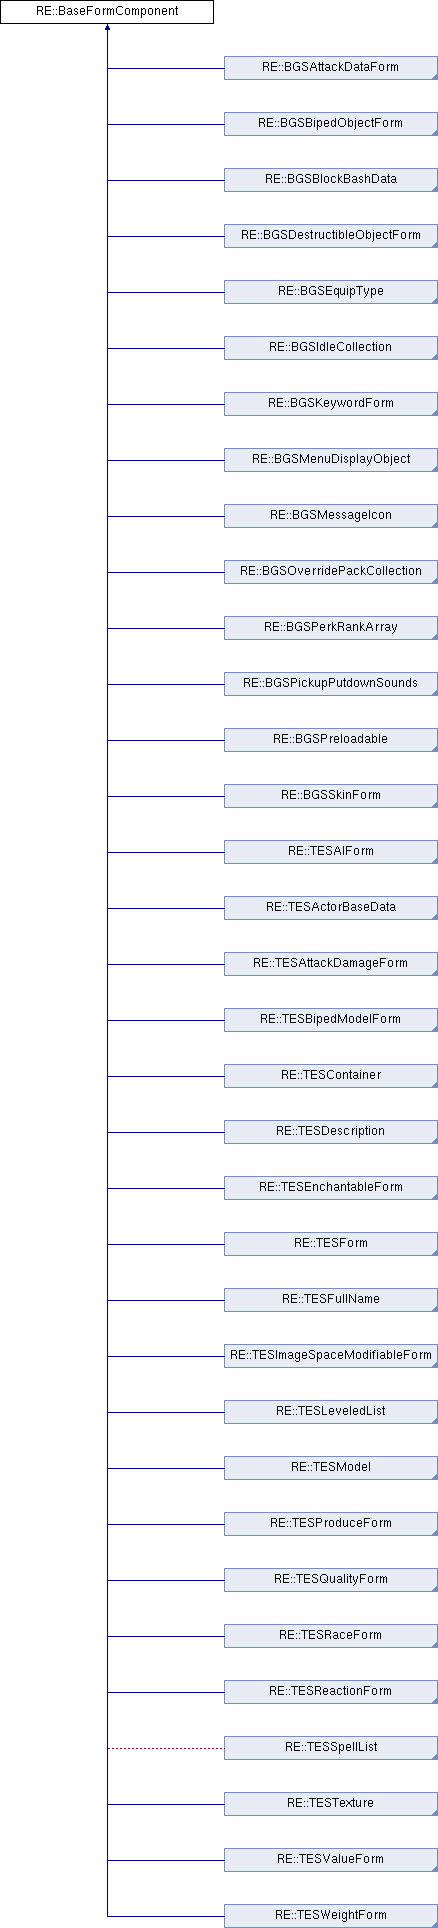 RE::BaseFormComponent
RE::BGSAttackDataForm
RE::BGSBipedObjectForm
RE::BGSBlockBashData
RE::BGSDestructibleObjectForm
RE::BGSEquipType
RE::BGSIdleCollection
RE::BGSKeywordForm
RE::BGSMenuDisplayObject
RE::BGSMessageIcon
RE::BGSOverridePackCollection
RE::BGSPerkRankArray
RE::BGSPickupPutdownSounds
RE::BGSPreloadable
RE::BGSSkinForm
RE::TESAIForm
RE::TESActorBaseData
RE::TESAttackDamageForm
RE::TESBipedModelForm
RE::TESContainer
RE::TESDescription
RE::TESEnchantableForm
RE::TESForm
RE::TESFullName
RE::TESImageSpaceModifiableForm
RE::TESLeveledList
RE::TESModel
RE::TESProduceForm
RE::TESQualityForm
RE::TESRaceForm
RE::TESReactionForm
RE::TESSpellList
RE::TESTexture
RE::TESValueForm
RE::TESWeightForm